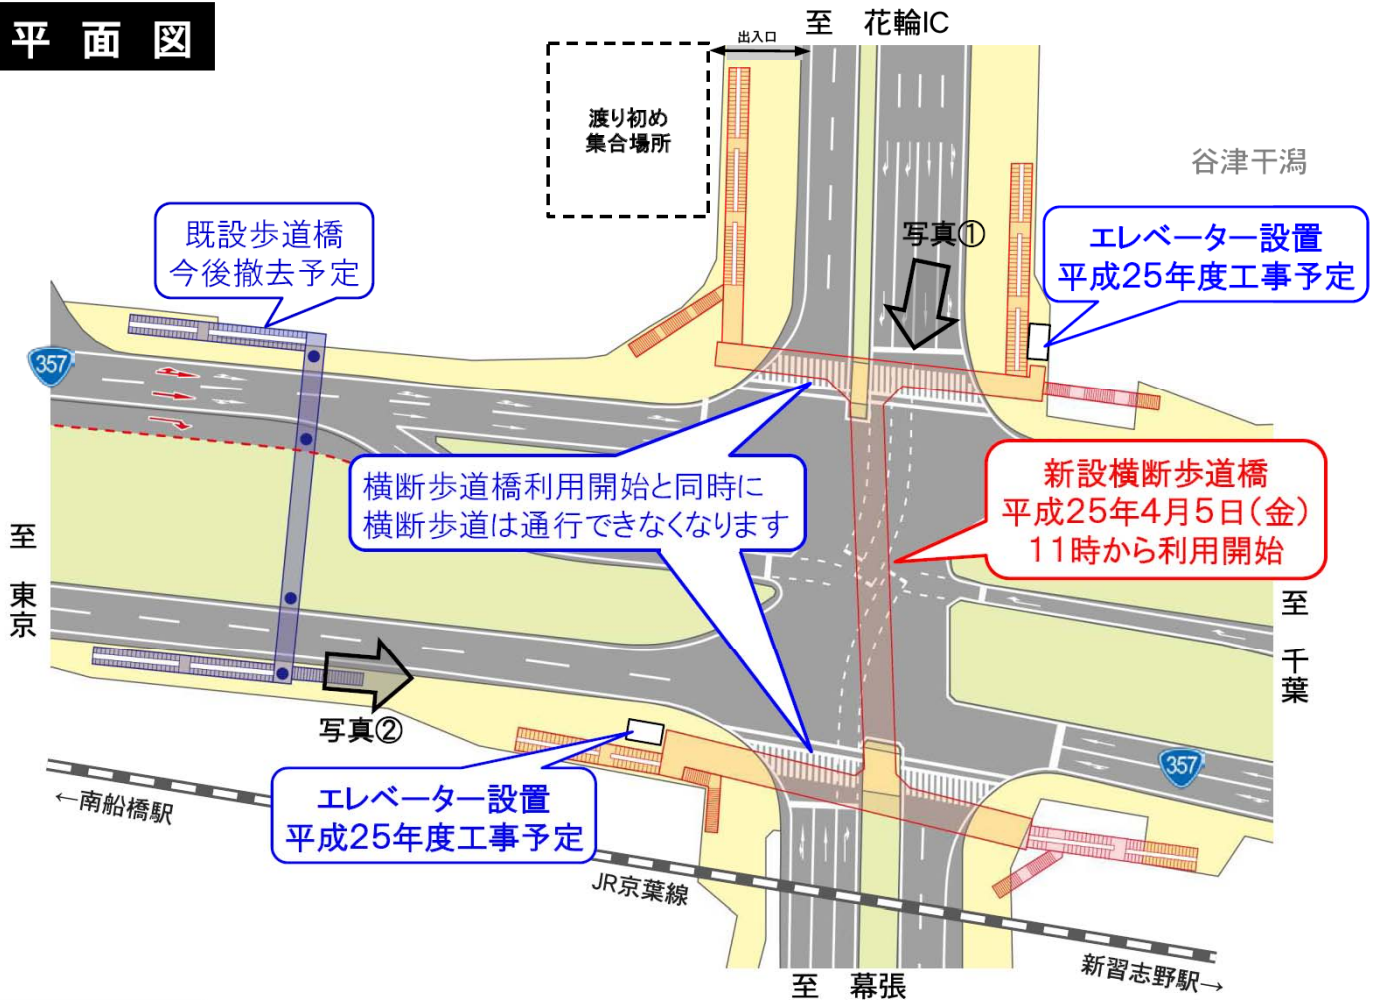 平面図
至 花輪IC
出入口
渡り初め
集合場所
谷津干潟
写真①
エレベーター設置
平成25年度工事予定
既設歩道橋
今後撤去予定
357
横断歩道橋利用開始と同時に
横断歩道は通行できなくなります
新設横断歩道橋
平成25年4月5日(金)
11時から利用開始
至 東京
至 千葉
写真②
357
エレベーター設置
平成25年度工事予定
←南船橋駅
JR京葉線
新習志野駅→
至 幕張